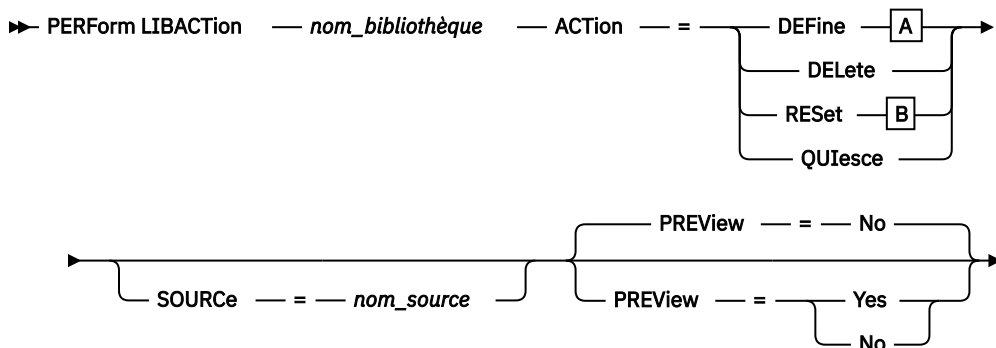 PERForm LIBACTion nom_bibliothèque ACTion = DEFine A
DELete
RESet B
QUIesce
PREView = No
SOURCe = nom_source PREView = Yes
No